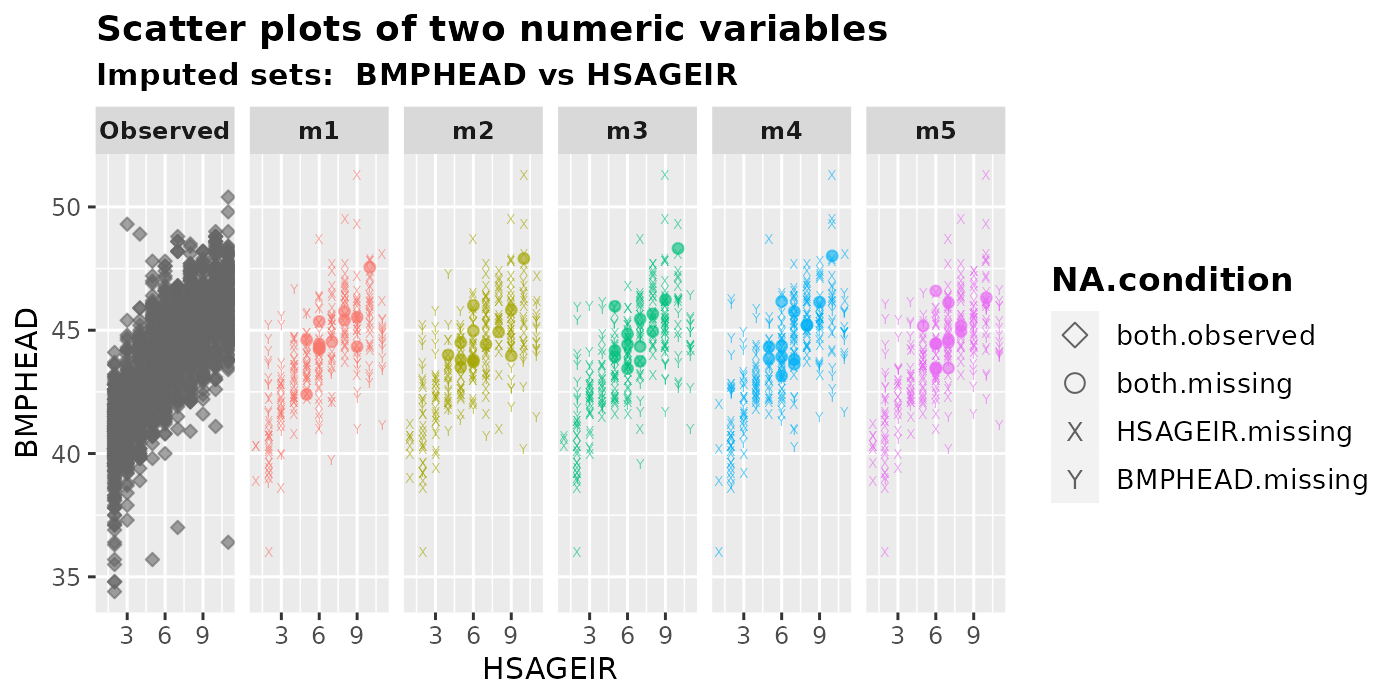 Scatter plots of two numeric variables
Imputed sets:  BMPHEAD vs HSAGEIR
Observed m1 m2 m3 m4 m5
50
45
40
35
BMPHEAD
3 6 9 3 6 9 3 6 9 3 6 9 3 6 9 3 6 9
HSAGEIR
NA.condition
both.observed
both.missing
X HSAGEIR.missing
Y BMPHEAD.missing